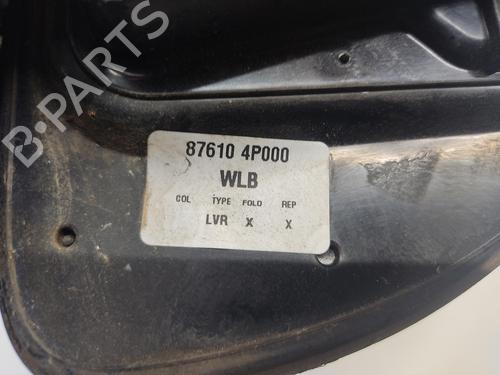 B-PARTS
87610 4P000
WLB
COL TYPE FOLD REP
LVR X X